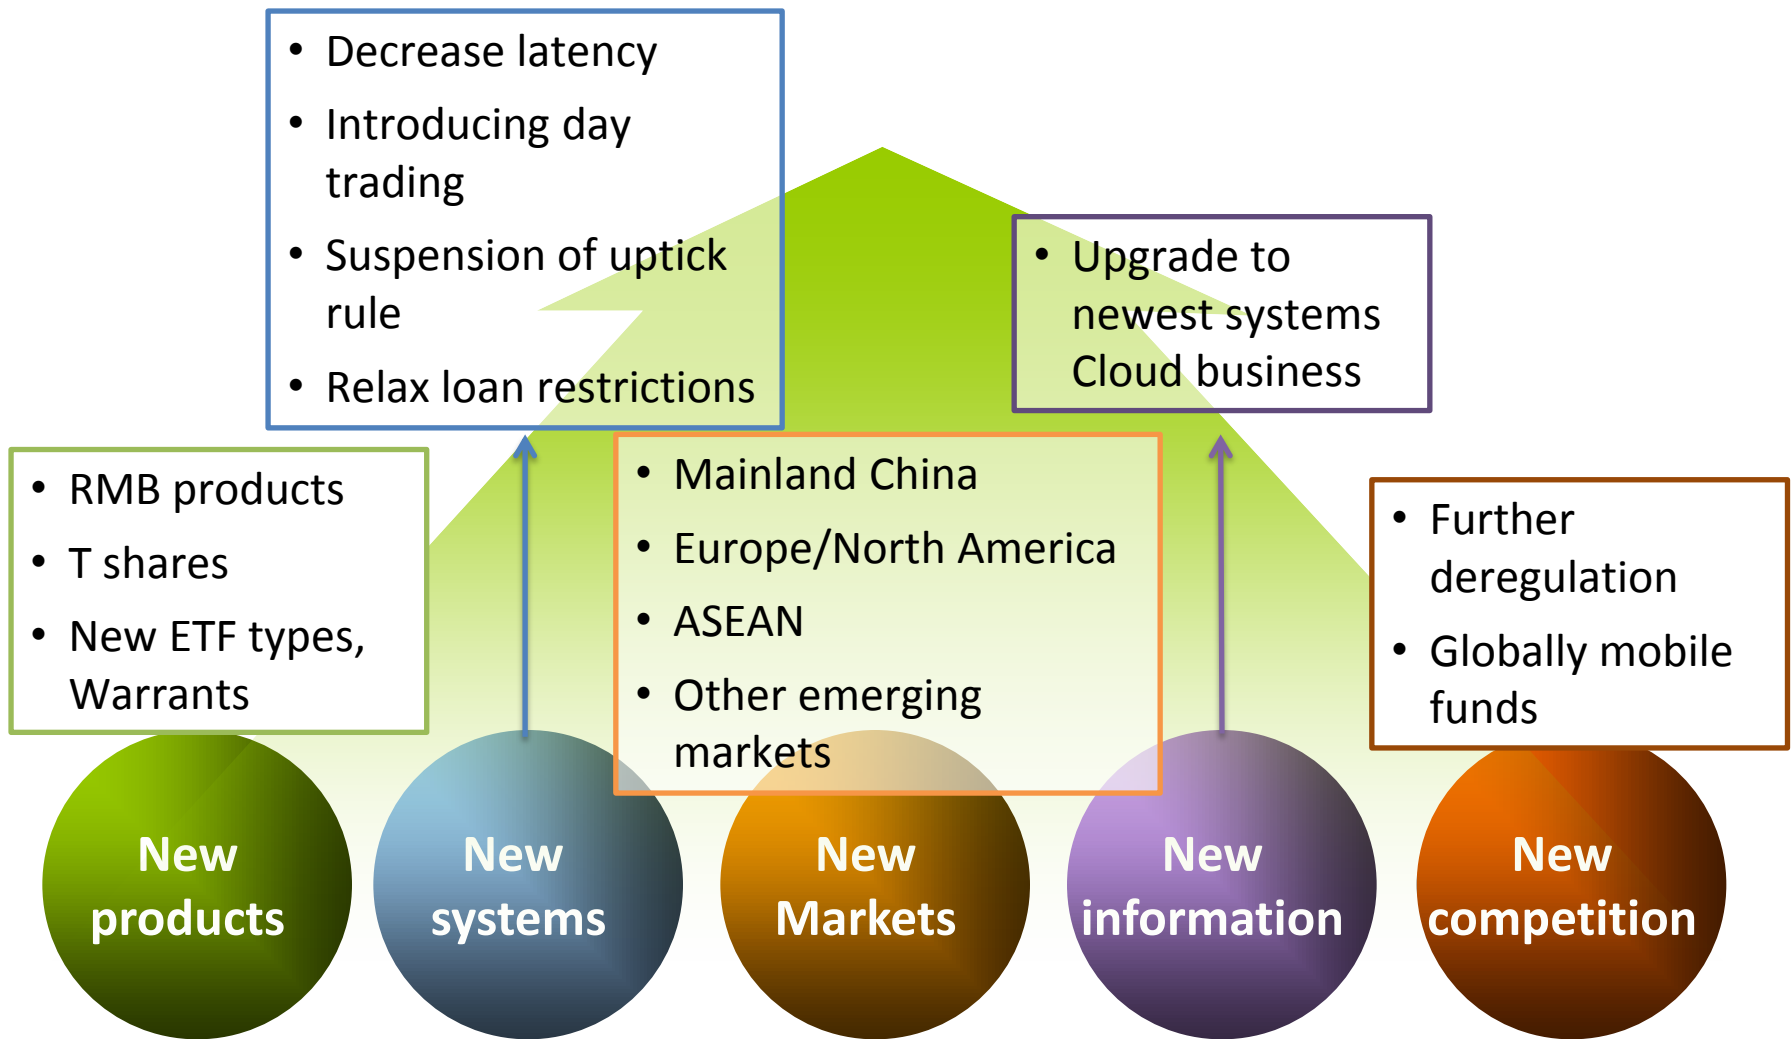 • Decrease latency
• Introducing day
trading
• Suspension of uptick
rule
• Relax loan restrictions
• Upgrade to
newest systems
Cloud business
• RMB products
• T shares
• New ETF types,
Warrants
• Mainland China
• Europe/North America
• ASEAN
• Other emerging
markets
• Further
deregulation
• Globally mobile
funds
New
products
New
systems
New
Markets
New
information
New
competition